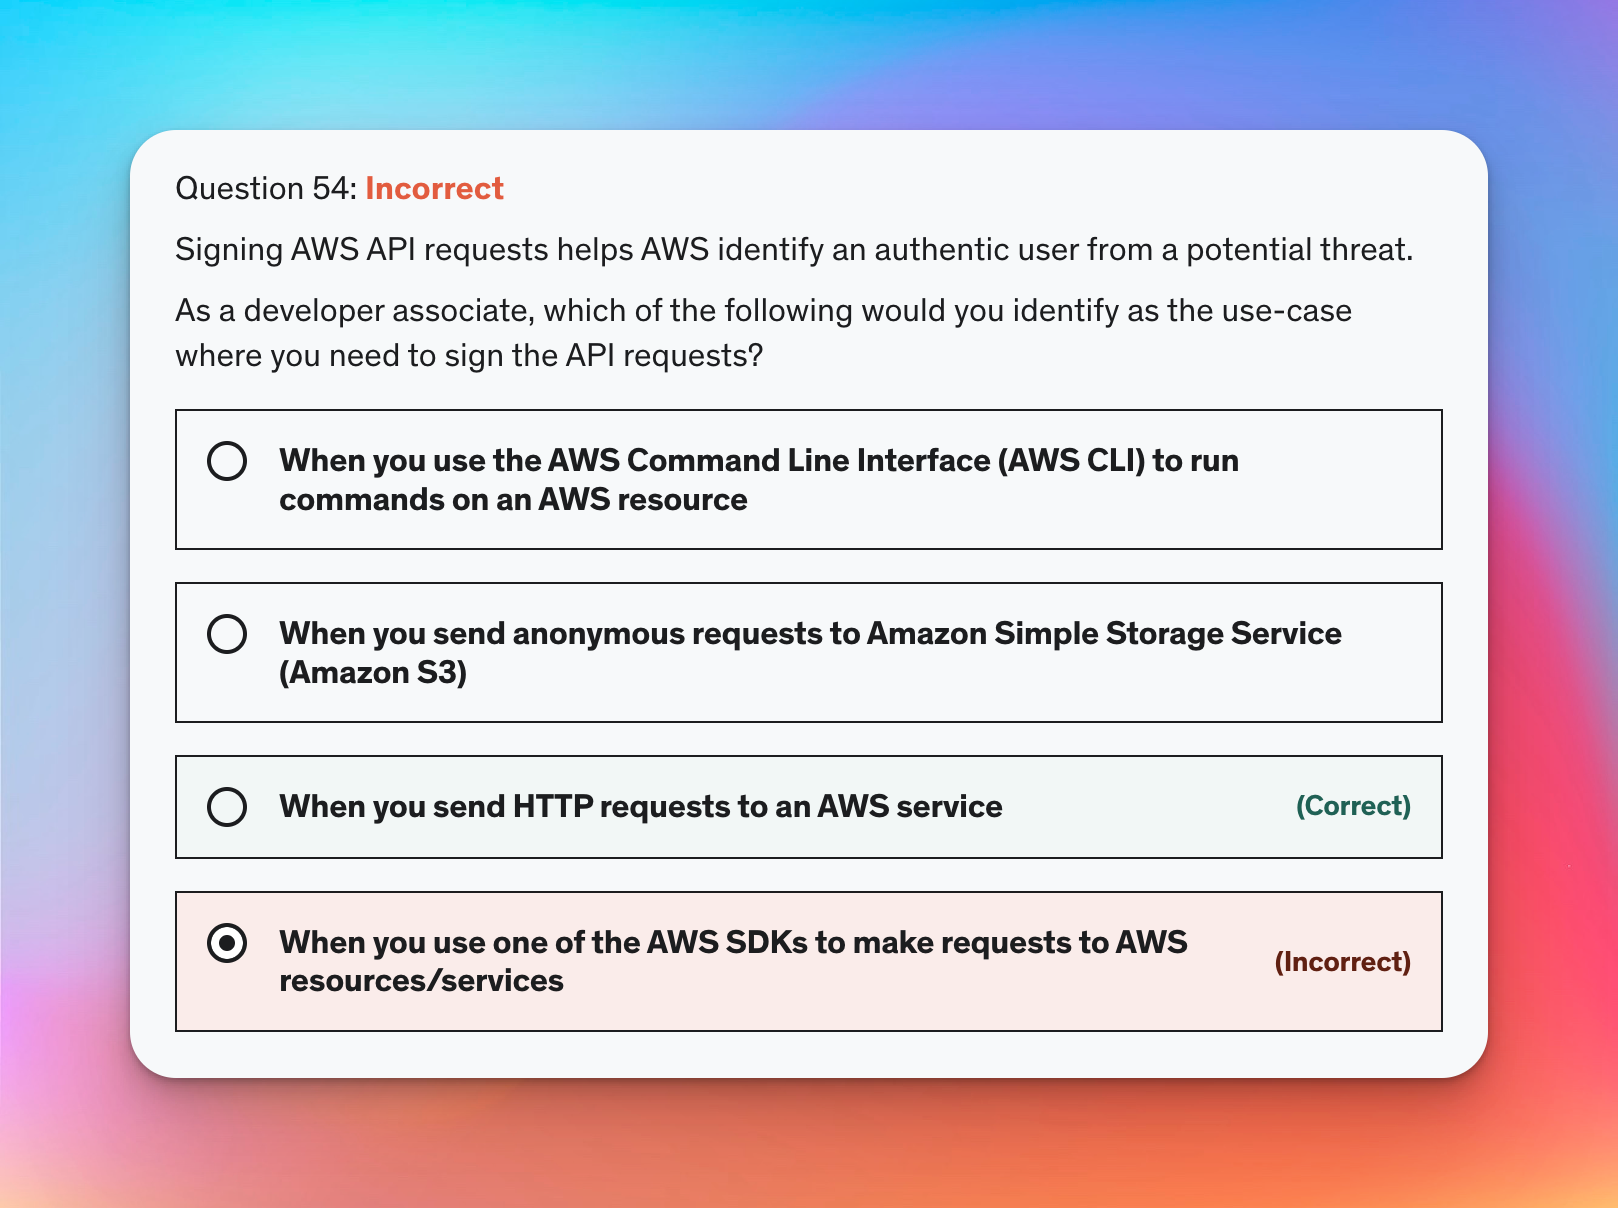 Question 54: Incorrect
Signing AWS API requests helps AWS identify an authentic user from a potential threat.
As a developer associate, which of the following would you identify as the use-case
where you need to sign the API requests?
When you use the AWS Command Line Interface (AWS CLI) to run
commands on an AWS resource
When you send anonymous requests to Amazon Simple Storage Service
(Amazon S3)
When you send HTTP requests to an AWS service (Correct)
When you use one of the AWS SDKs to make requests to AWS
resources/services
(Incorrect)